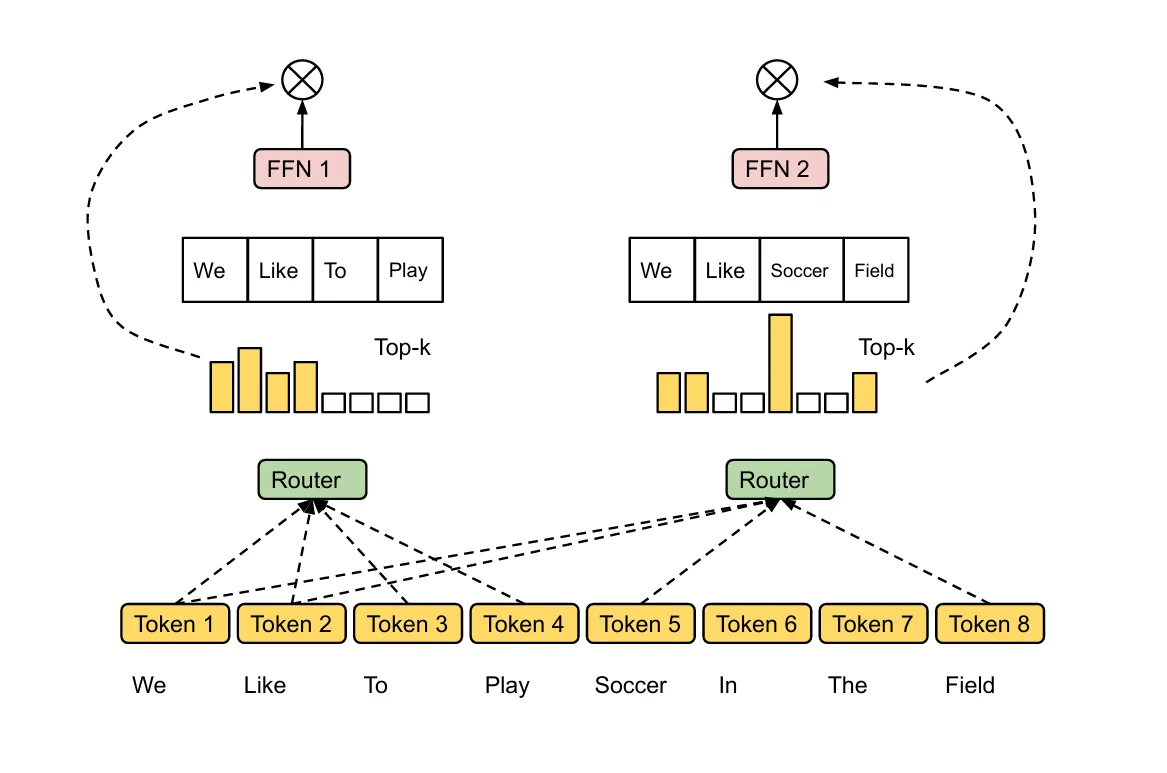 FFN 1
FFN 2
We Like To Play
We Like Soccer Field
Top-k
Top-k
Router
Router
Token 1 Token 2 Token 3 Token 4 Token 5 Token 6 Token 7 Token 8
We Like To Play Soccer In The Field